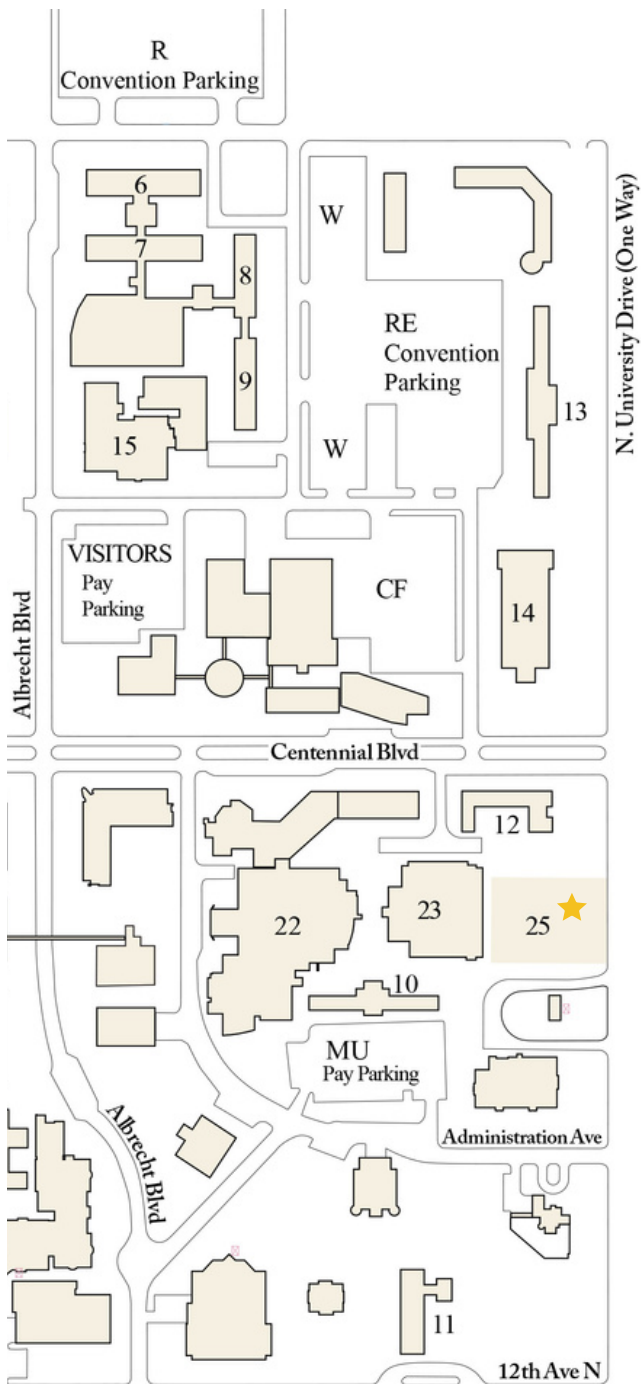 R
Convention Parking
6
W
7
8
RE
Convention
Parking
N. University Drive (One Way)
9
13
15
W
VISITORS
Pay
Parking
CF
14
Albrecht Blvd
Centennial Blvd
12
22
23
25
10
MU
Pay Parking
Albrecht Blvd
Administration Ave
11
12th Ave N